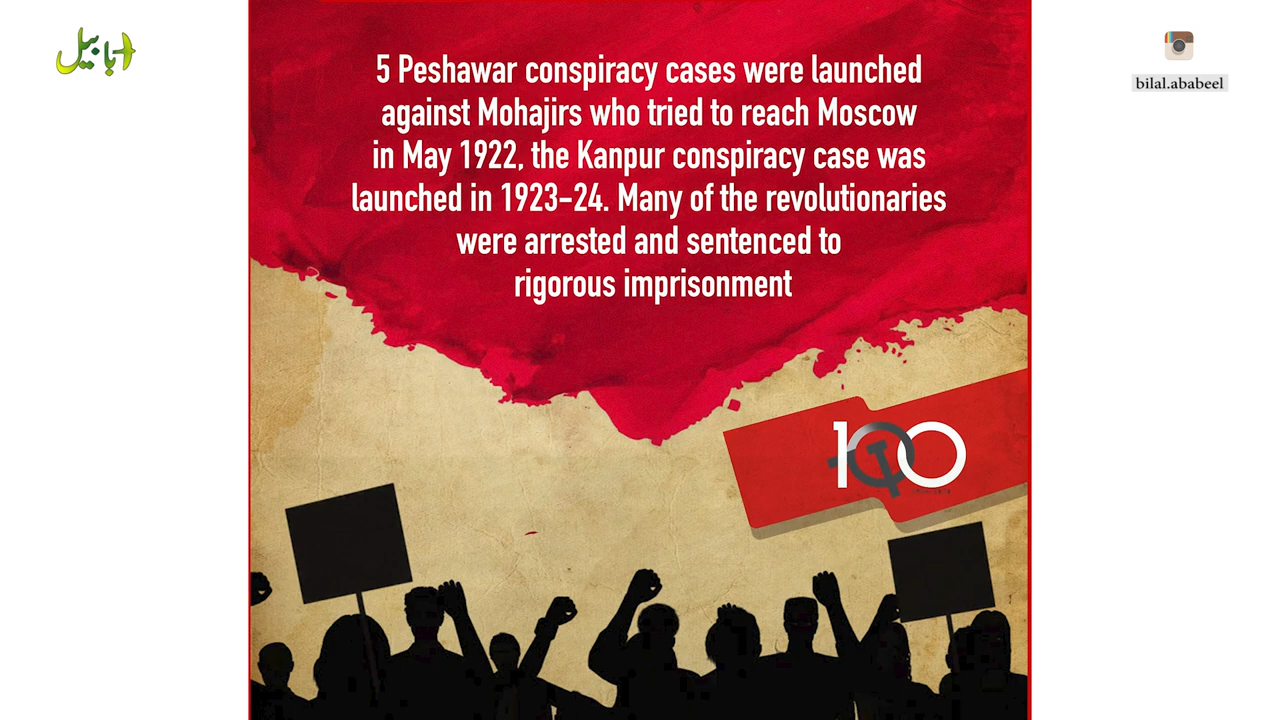 ابابیل
bilal.ababeel
5 Peshawar conspiracy cases were launched
against Mohajirs who tried to reach Moscow
in May 1922, the Kanpur conspiracy case was
launched in 1923-24. Many of the revolutionaries
were arrested and sentenced to
rigorous imprisonment
100